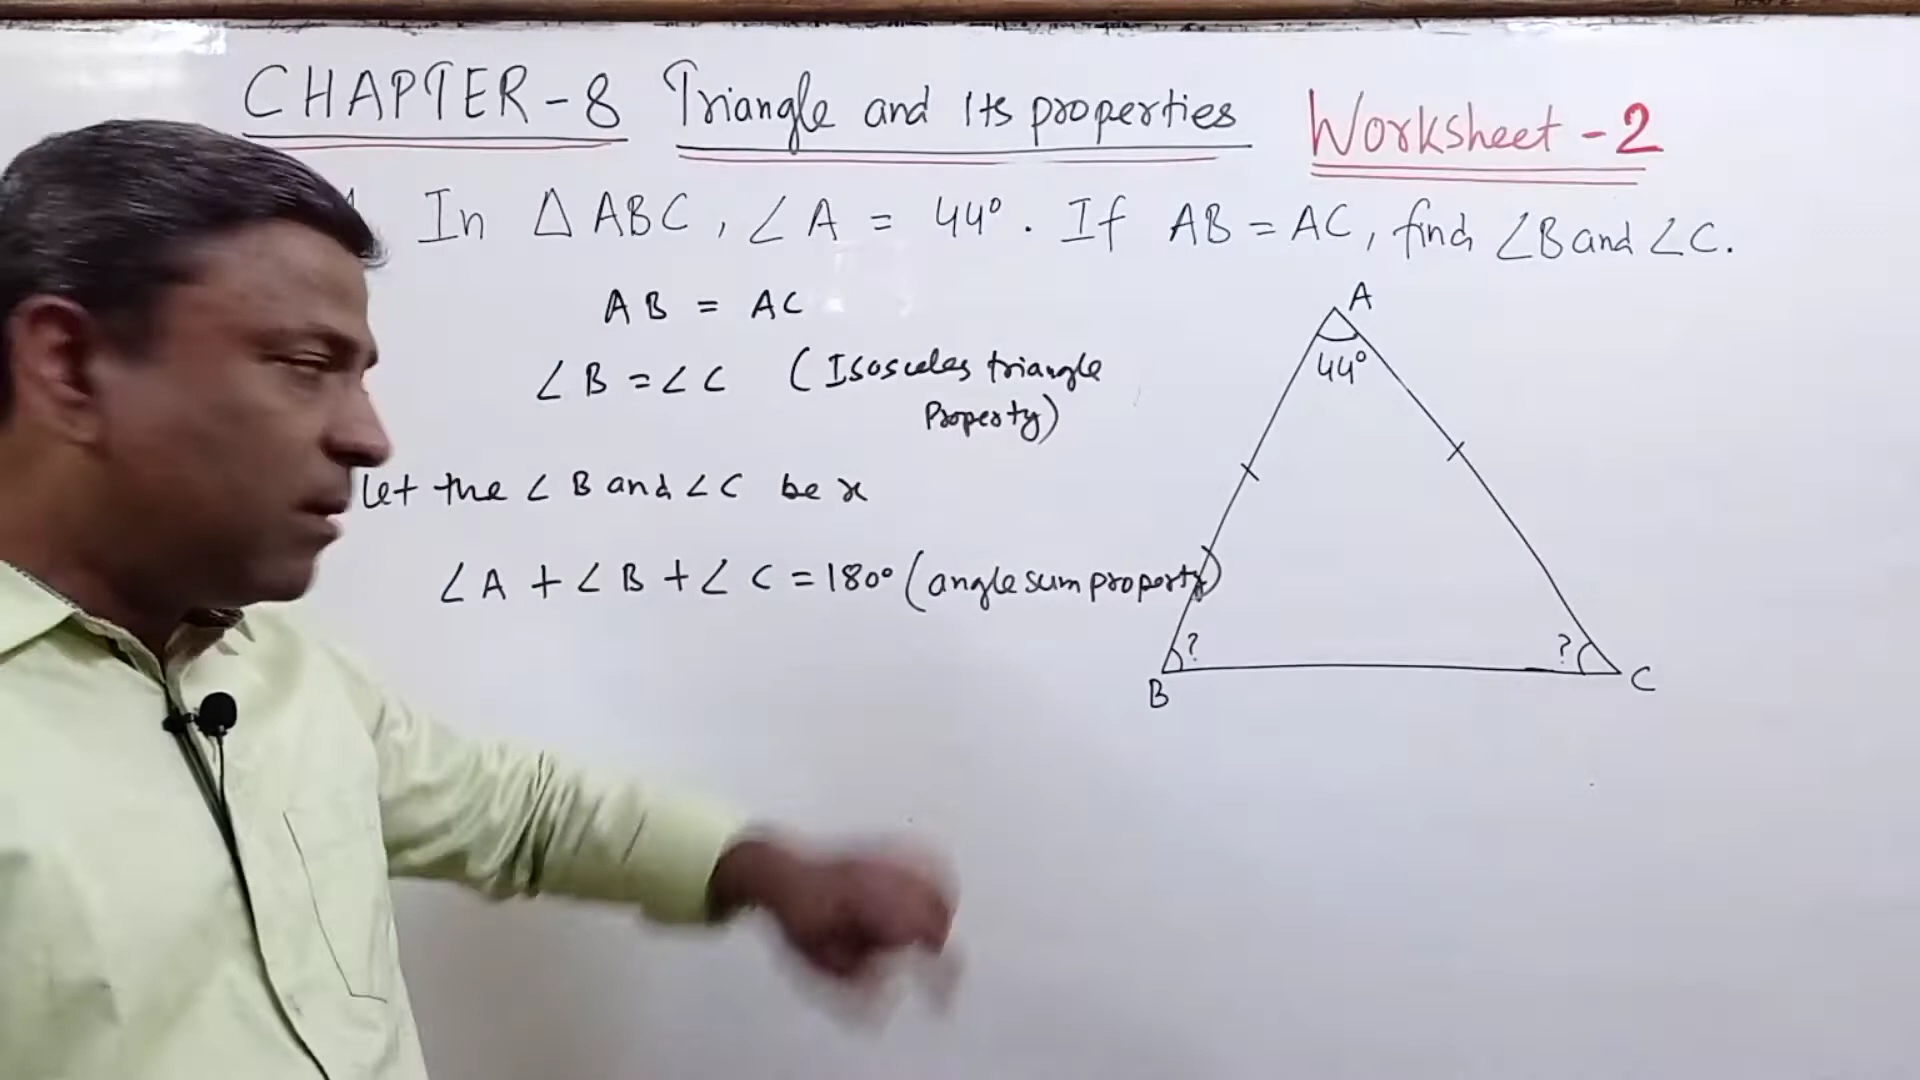 CHAPTER-8 Triangle and Its properties Worksheet-2
In △ABC, ∠A = 44°. If AB = AC, find ∠B and ∠C.
AB = AC
∠B = ∠C (Isosceles triangle
Property)
let the ∠B and ∠C be x
∠A + ∠B + ∠C = 180° (angle sum property)
A
44°
? ?
B C